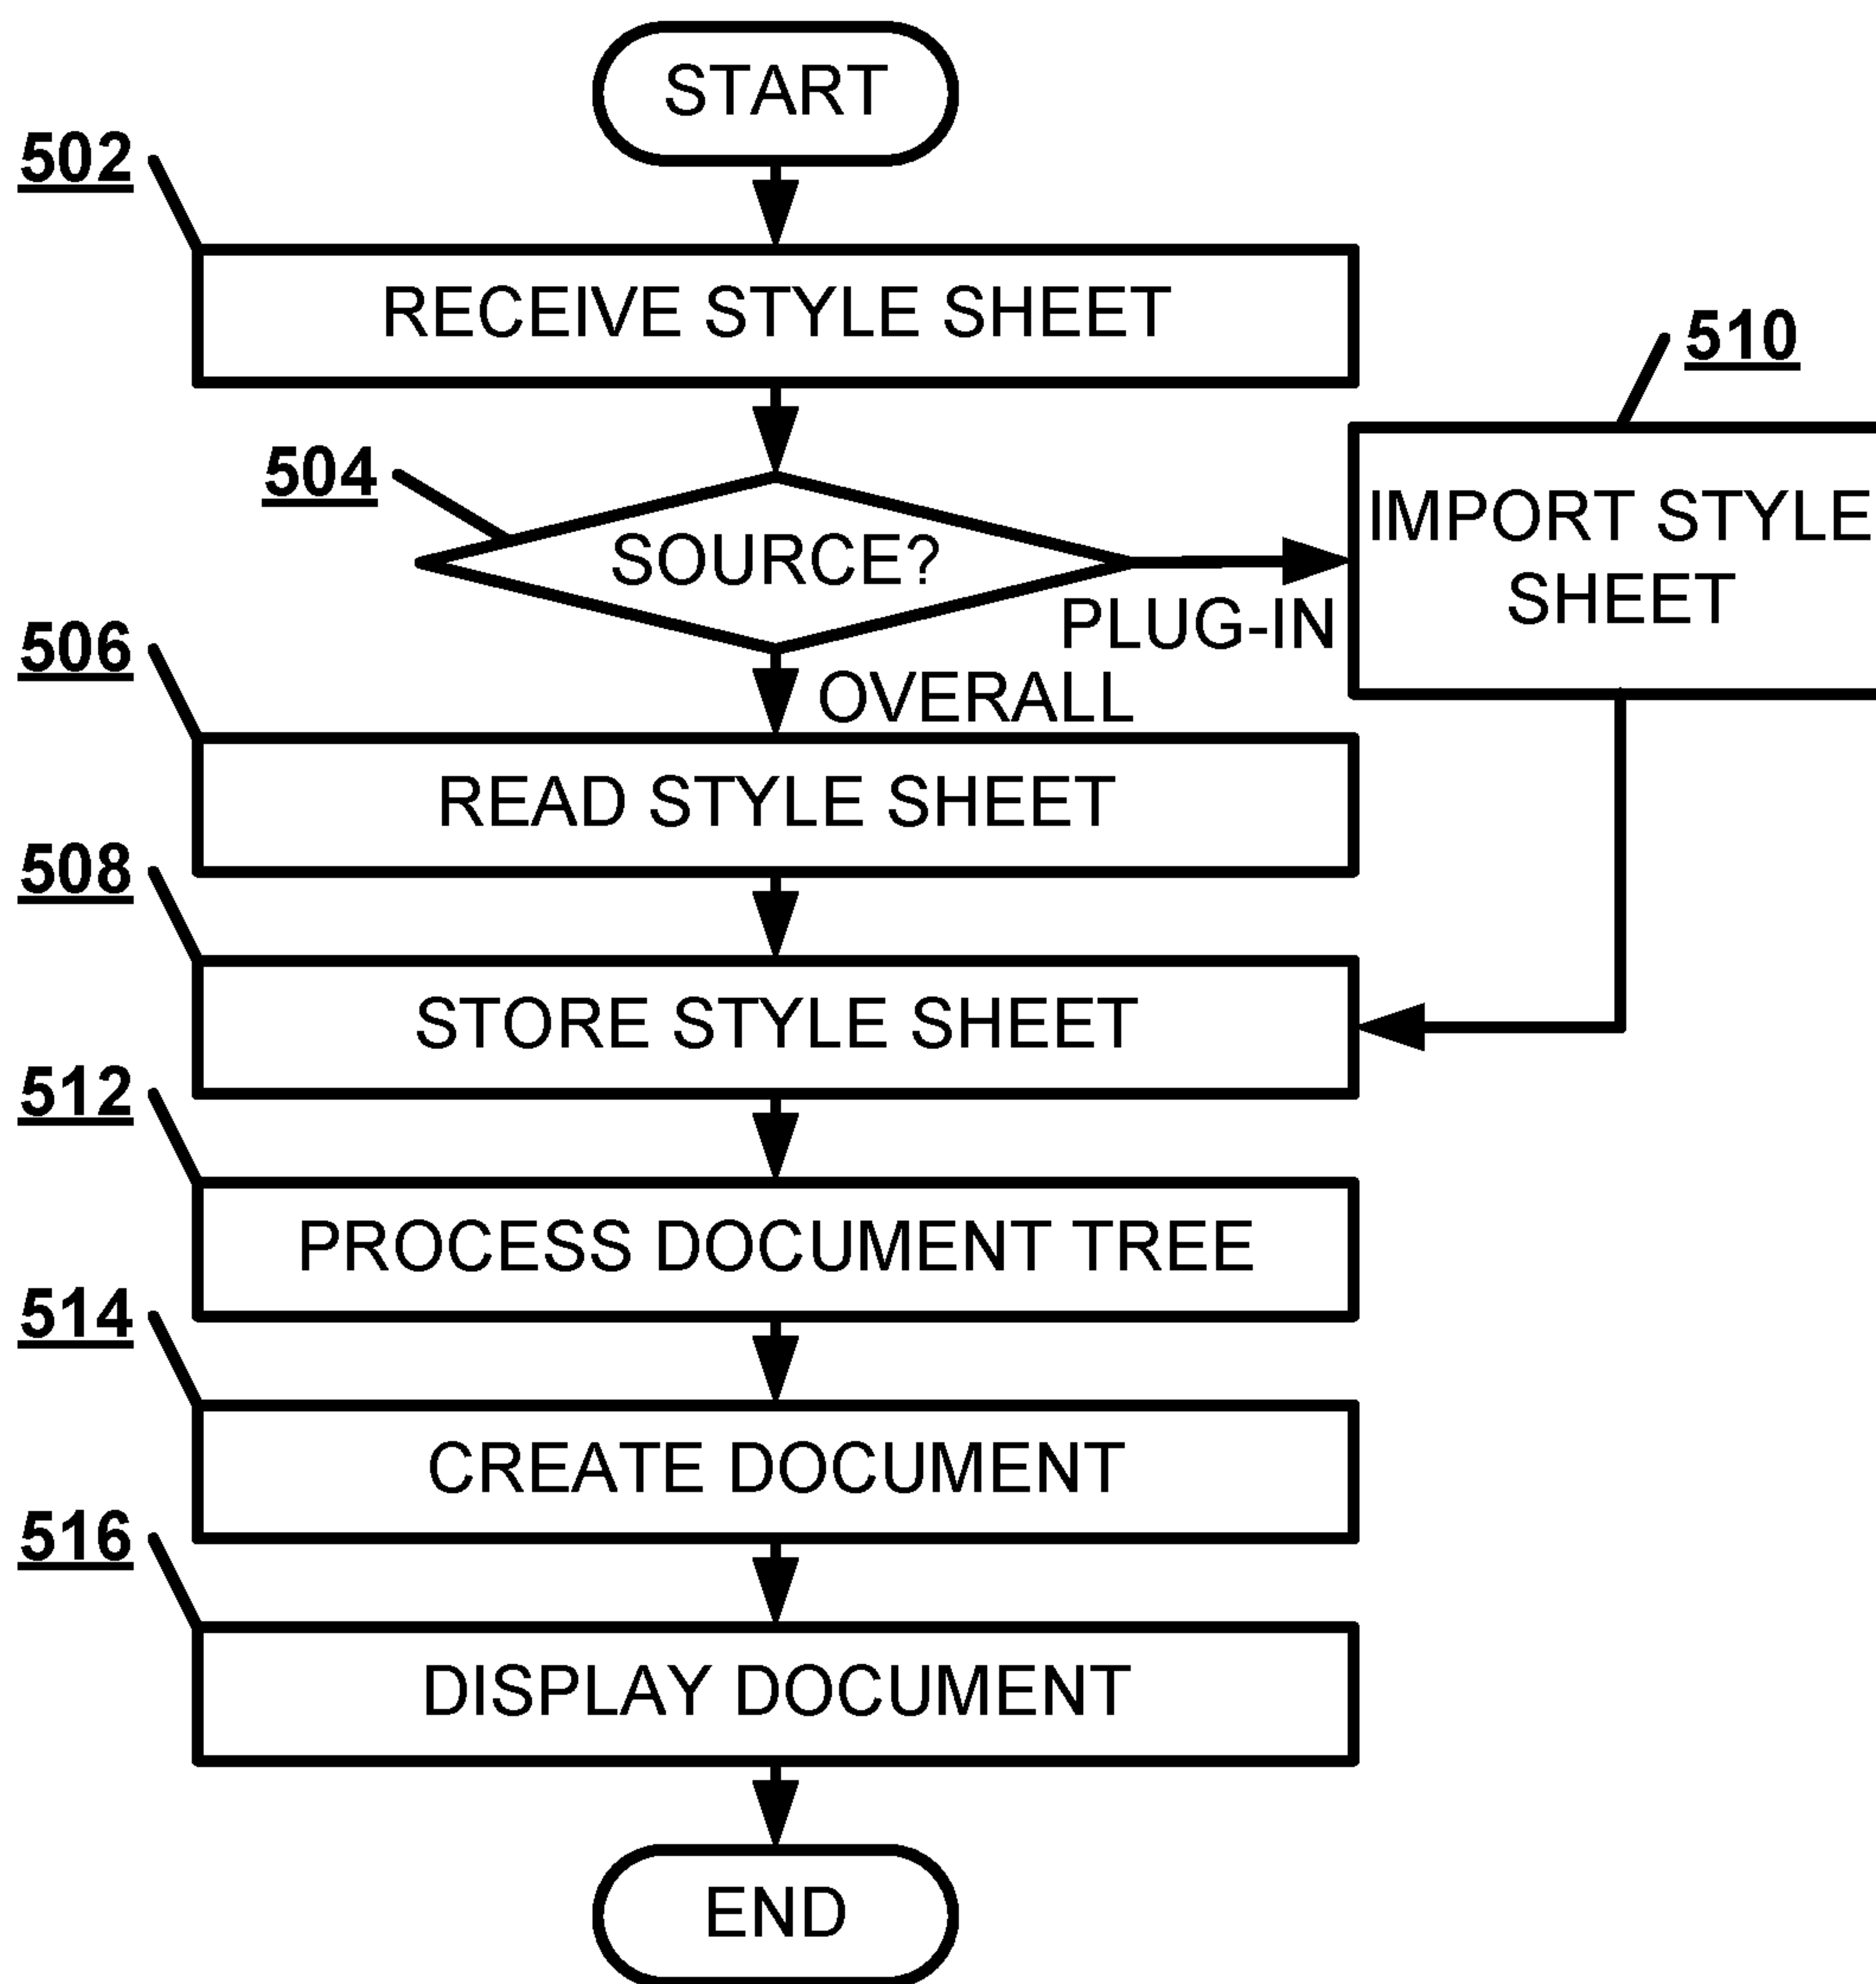 START
502
RECEIVE STYLE SHEET
510
504
SOURCE?
IMPORT STYLE
SHEET
PLUG-IN
506
OVERALL
READ STYLE SHEET
508
STORE STYLE SHEET
512
PROCESS DOCUMENT TREE
514
CREATE DOCUMENT
516
DISPLAY DOCUMENT
END